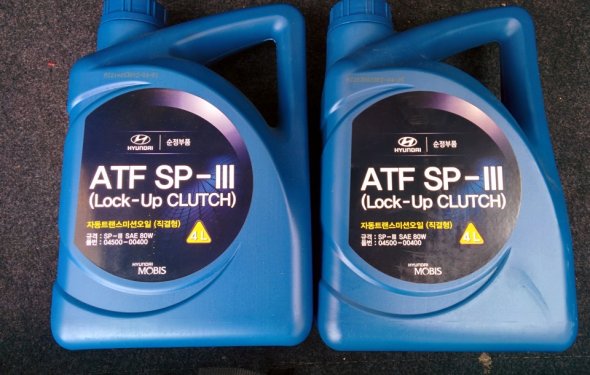 HYUNDAI
순정부품
ATF SP-III
(Lock-Up CLUTCH)
자동트랜스미션오일 (직결형)
규격 : SP-III SAE 80W
품번 : 04500-00400
4 L
HYUNDAI
MOBIS
HYUNDAI
순정부품
ATF SP-III
(Lock-Up CLUTCH)
자동트랜스미션오일 (직결형)
규격 : SP-III SAE 80W
품번 : 04500-00400
4 L
HYUNDAI
MOBIS